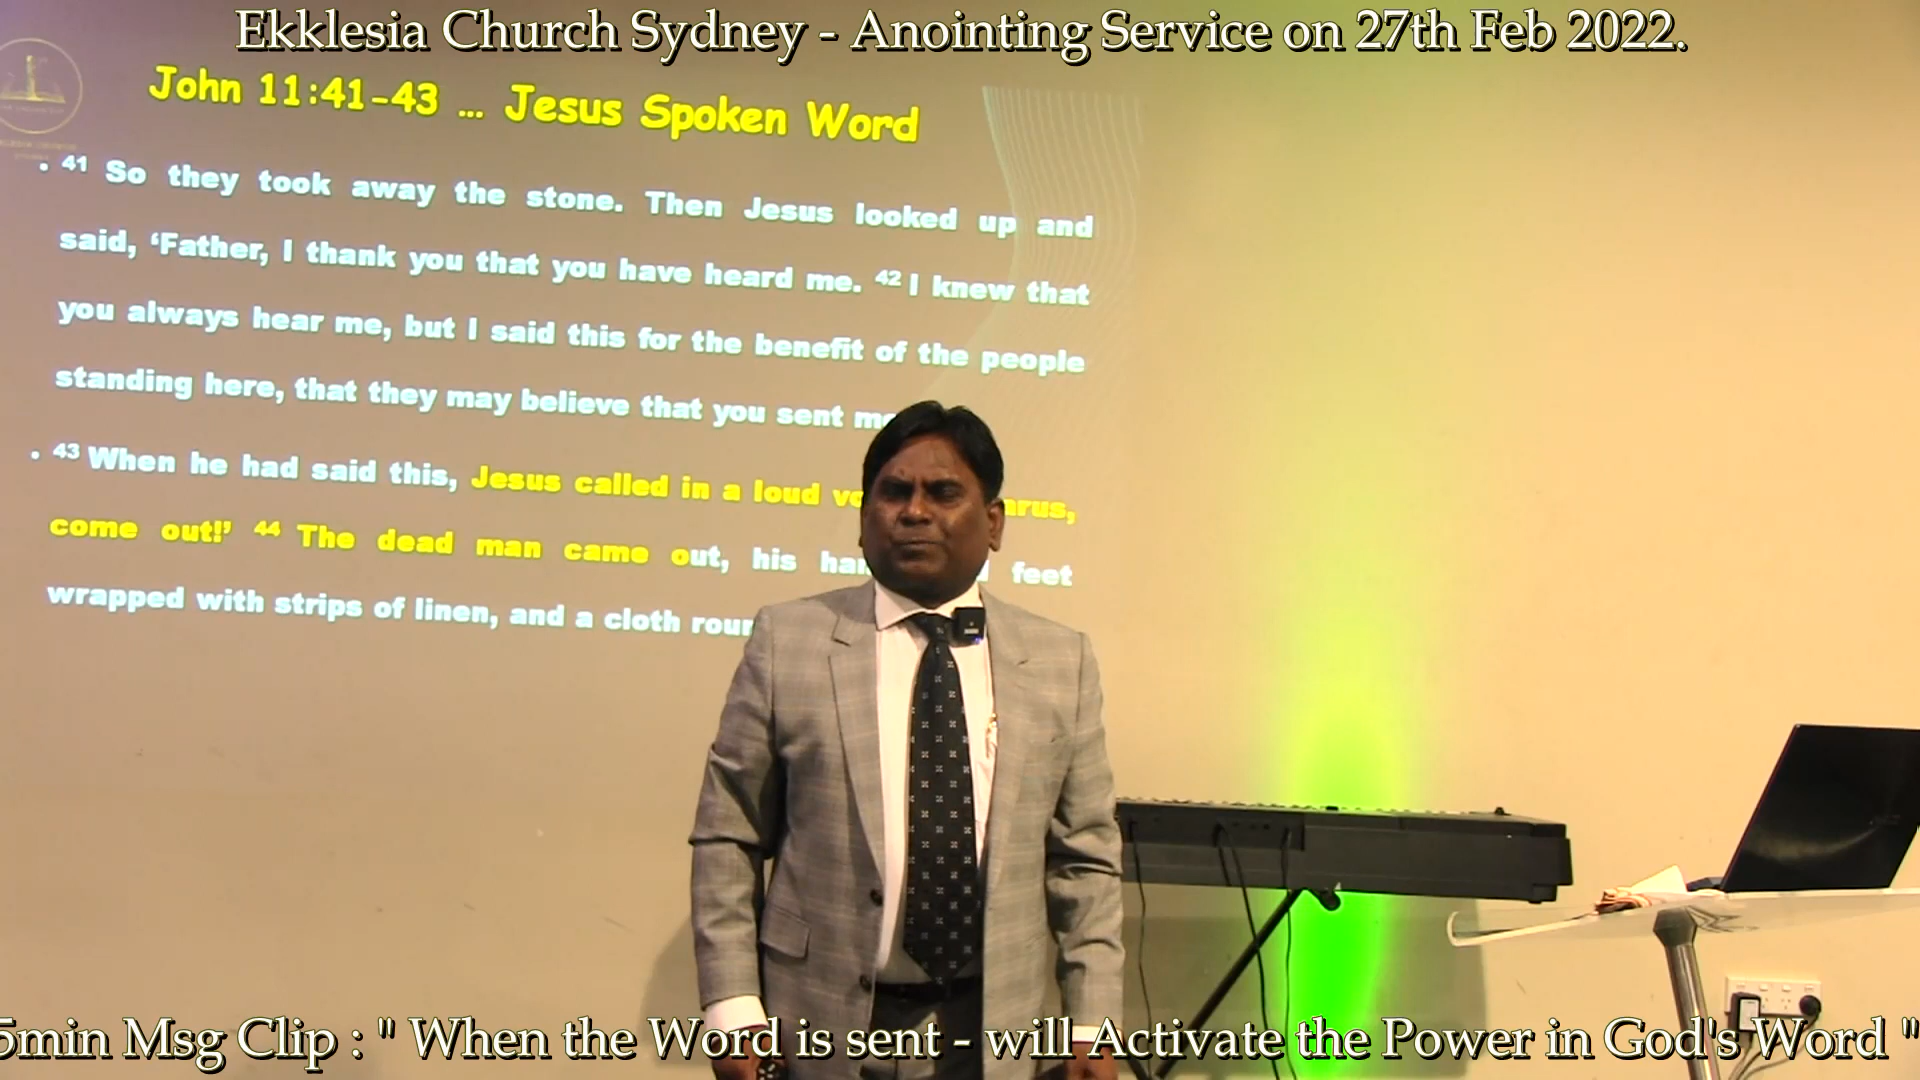 Ekklesia Church Sydney - Anointing Service on 27th Feb 2022.
John 11:41-43 ... Jesus Spoken Word
. 41 So they took away the stone. Then Jesus looked up and
said, ‘Father, I thank you that you have heard me. 42 I knew that
you always hear me, but I said this for the benefit of the people
standing here, that they may believe that you sent
. 43 When he had said this, Jesus called in a loud
come out!’ 44 The dead man came out, his feet
wrapped with strips of linen, and a cloth
5min Msg Clip : " When the Word is sent - will Activate the Power in God's Word "